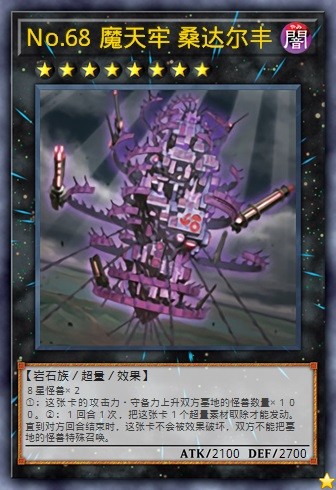 No.68 魔天牢 桑达尔丰
闇
【岩石族/超量/效果】
８星怪兽×２
①：这张卡的攻击力·守备力上升双方墓地的怪兽数量×１０
０。②：１回合１次，把这张卡１个超量素材取除才能发动。
直到对方回合结束时，这张卡不会被效果破坏，双方不能把墓
地的怪兽特殊召唤。
ATK/2100 DEF/2700